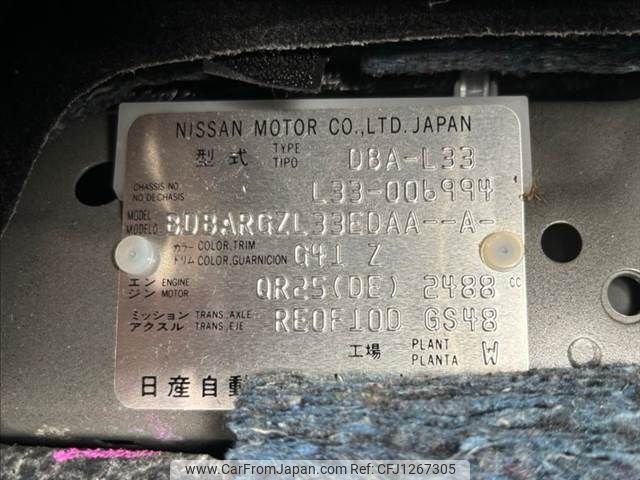 NISSAN MOTOR CO.,LTD. JAPAN
型式 TYPE TIPO DBA-L33
CHASSIS NO. NO.DECHASIS L33-006994
MODEL MODELO BDBARGZL33EDAA--A-
カラー COLOR,TRIM トリム COLOR,GUARNICION G41 Z
エンジン ENGINE MOTOR QR25(DE) 2488 cc
ミッション TRANS,AXLE アクスル TRANS,EJE RE0F10D GS48
工場 PLANT PLANTA W
日産自動
www.CarFromJapan.com - Ref No. CFJ1267305